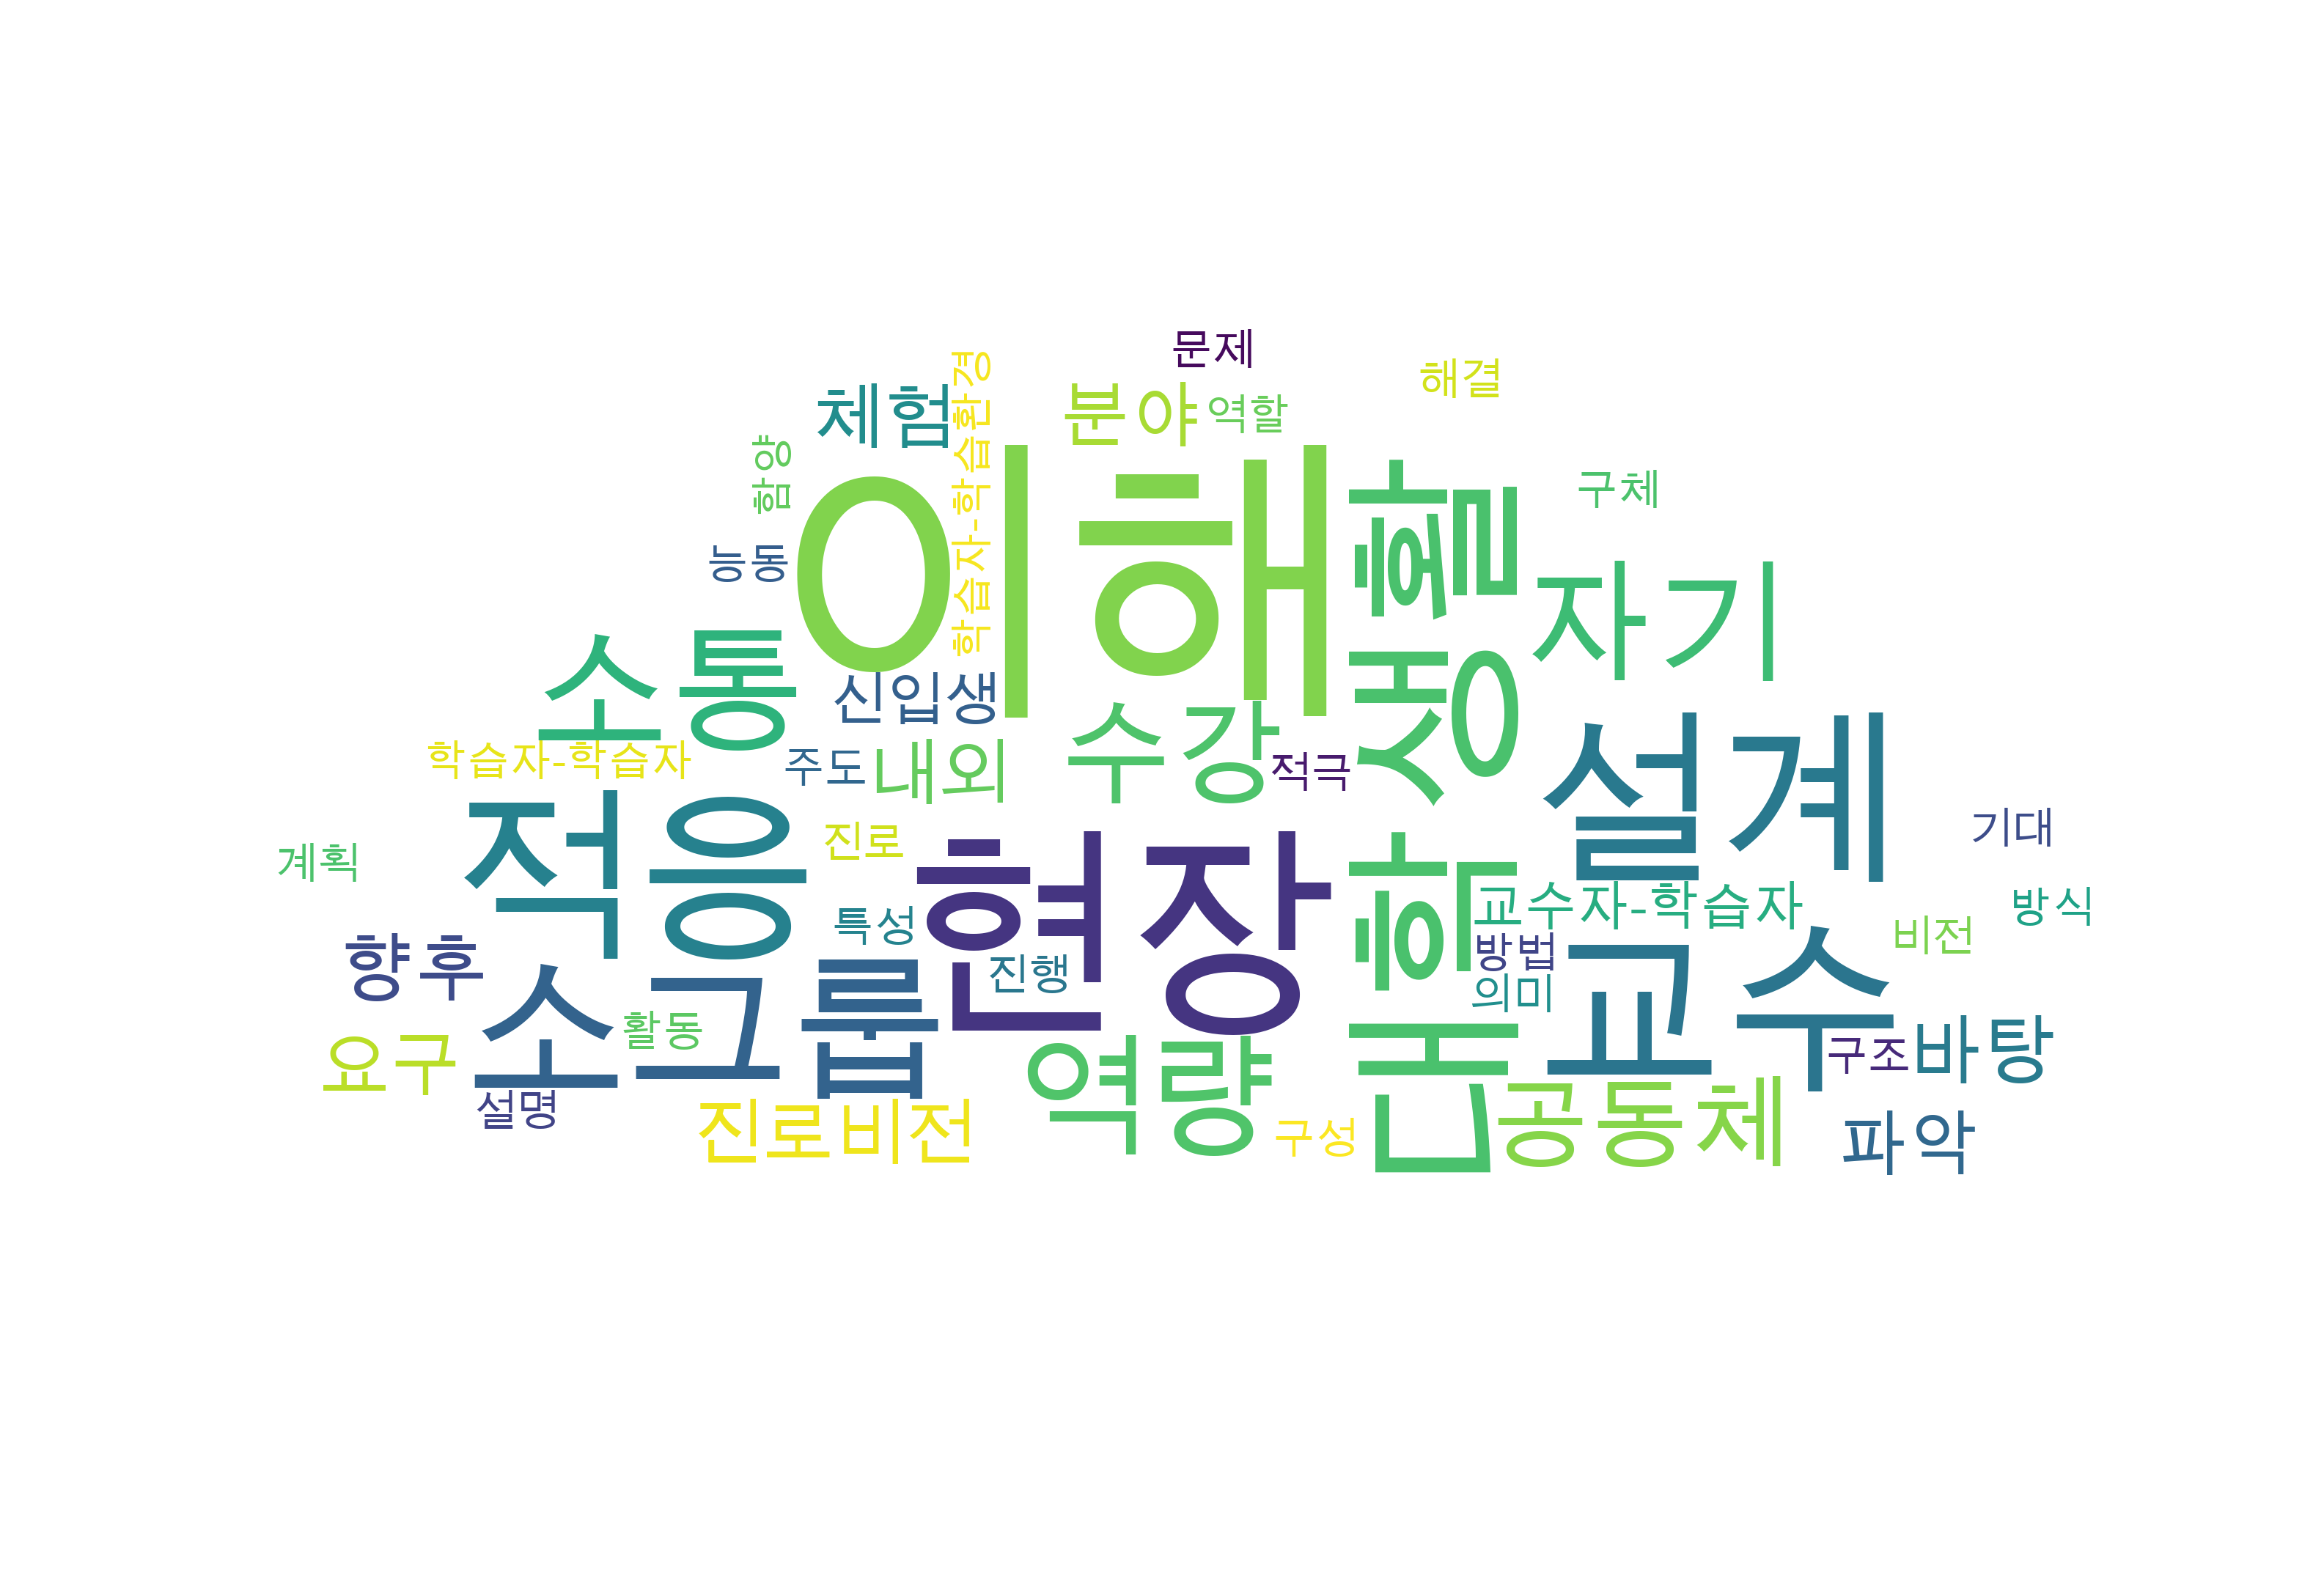 문제
해결
체험
분야
역할
함양
학습자-학습환경
이해
구체
능동
대학생활
자기
소통
신입생
수강
설계
학습자-학습자
주도
내외
적극
적응
진로
현장
기대
계획
교수자-학습자
방식
특성
비전
향후
방법
진행
의미
소그룹
교수
활동
요구
구조
바탕
설명
진로비전
역량
구성
공동체
파악